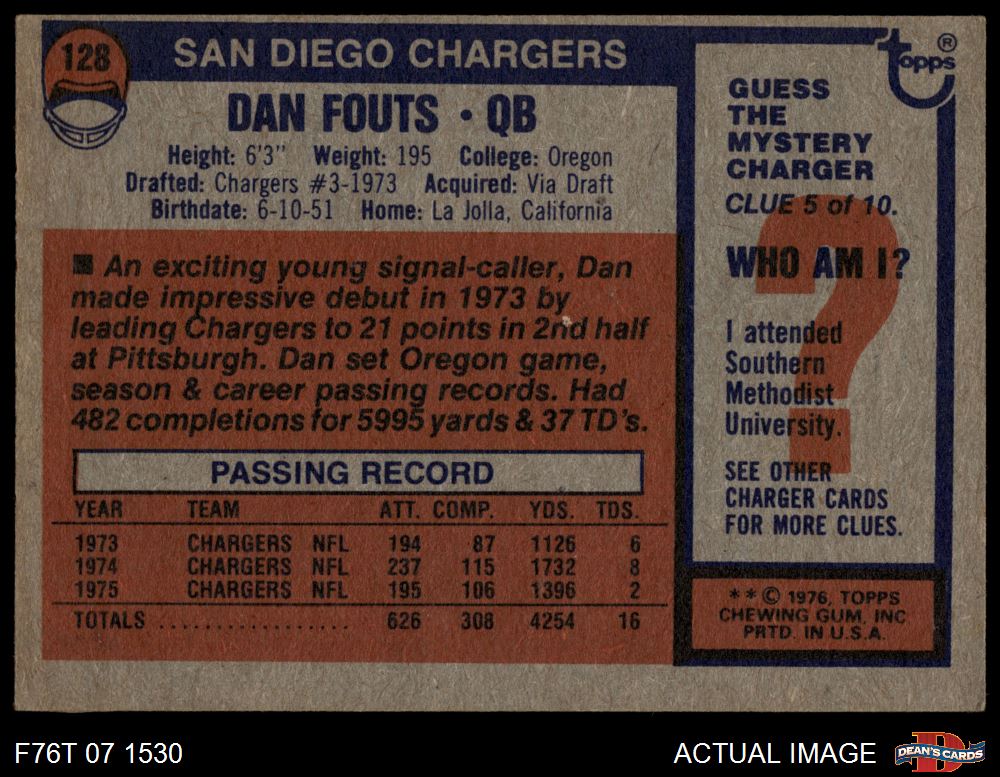 128
SAN DIEGO CHARGERS
DAN FOUTS • QB
Height: 6'3" Weight: 195 College: Oregon
Drafted: Chargers #3-1973 Acquired: Via Draft
Birthdate: 6-10-51 Home: La Jolla, California
■ An exciting young signal-caller, Dan
made impressive debut in 1973 by
leading Chargers to 21 points in 2nd half
at Pittsburgh. Dan set Oregon game,
season & career passing records. Had
482 completions for 5995 yards & 37 TD's.
PASSING RECORD
YEAR TEAM ATT. COMP. YDS. TDS.
1973 CHARGERS NFL 194 87 1126 6
1974 CHARGERS NFL 237 115 1732 8
1975 CHARGERS NFL 195 106 1396 2
TOTALS ................. 626 308 4254 16
topps ®
GUESS
THE
MYSTERY
CHARGER
CLUE 5 of 10.
WHO AM I?
?
I attended
Southern
Methodist
University.
SEE OTHER
CHARGER CARDS
FOR MORE CLUES.
** © 1976, TOPPS
CHEWING GUM, INC
PRTD. IN U.S.A.
F76T 07 1530
ACTUAL IMAGE
D
DEAN'S CARDS